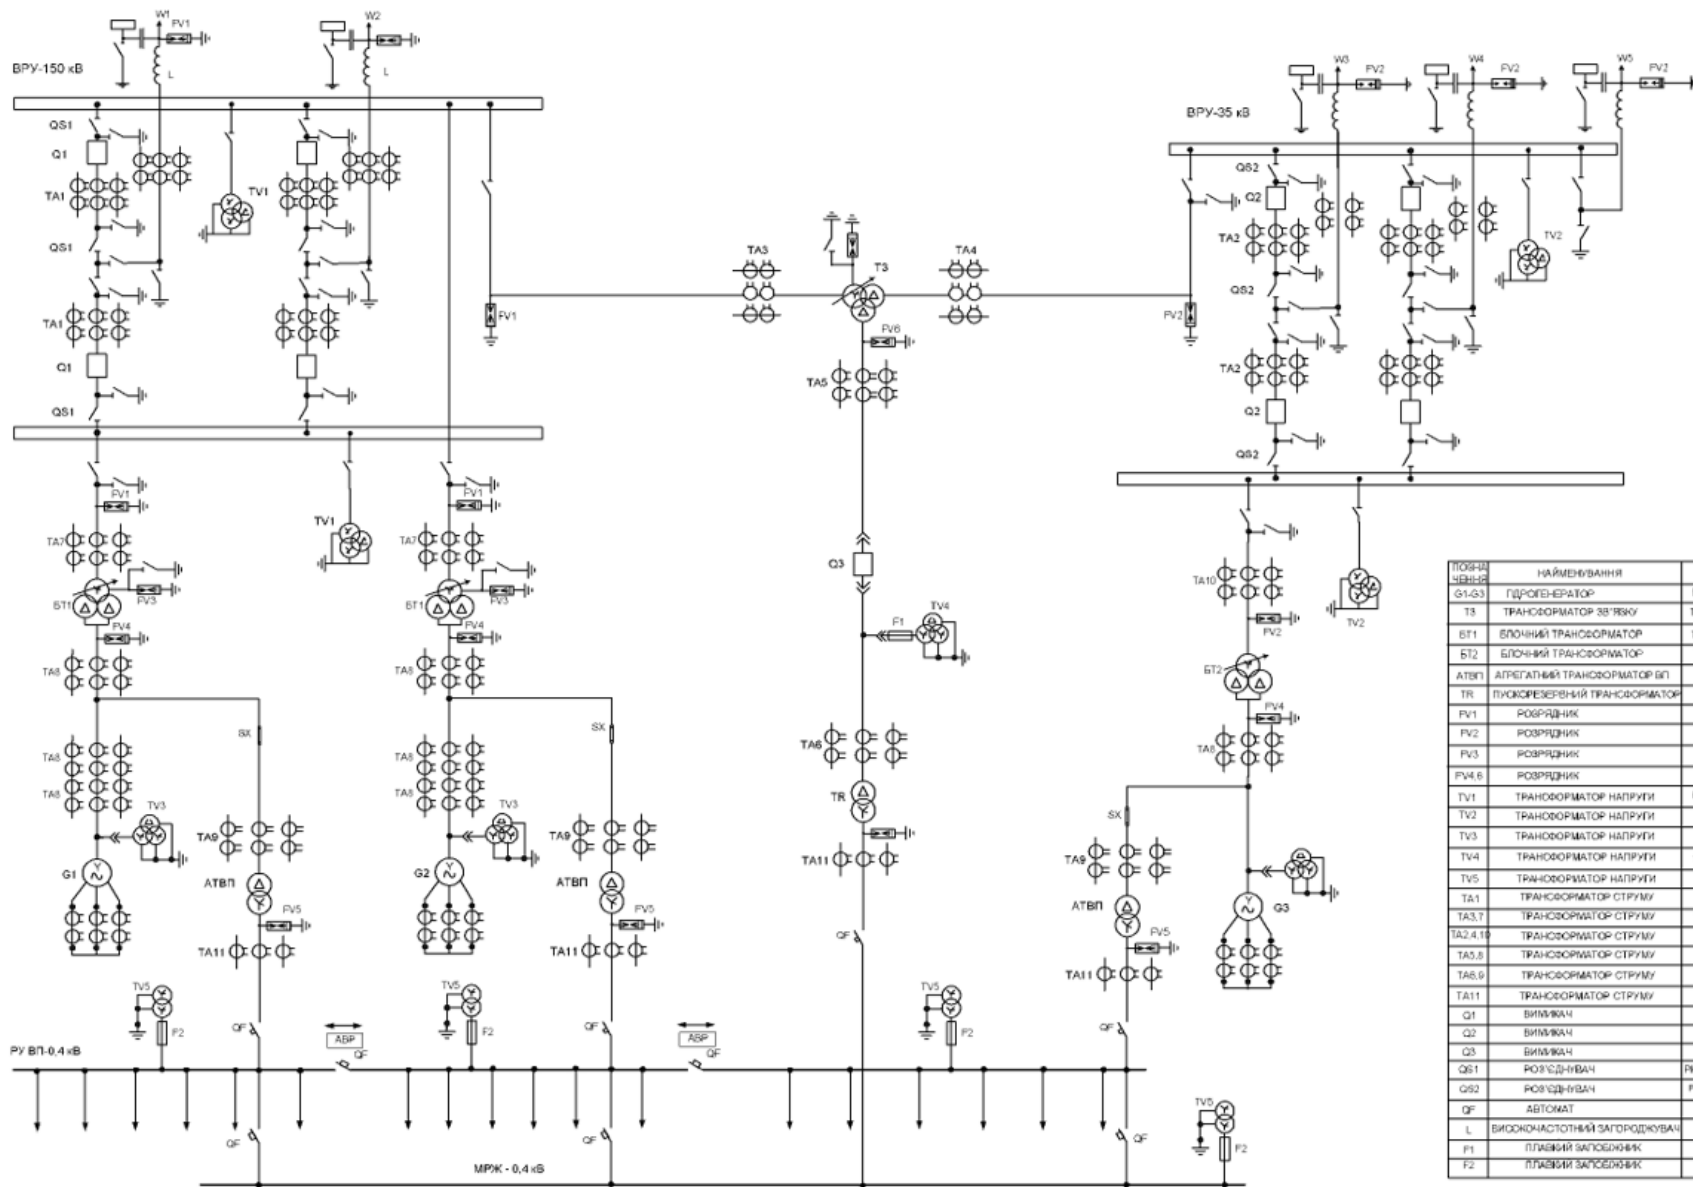 W1
FV1
W2
ВРУ-150 кВ
L
L
W3
FV2
W4
FV2
W5
FV2
ВРУ-35 кВ
QS1
Q1
TA1
TV1
QS1
TA1
Q1
QS1
TA3
T3
TA4
FV1
FV2
FV6
TA5
QS2
Q2
TA2
TV2
QS2
TA2
Q2
QS2
FV1
TV1
TA7
БТ1
FV3
FV4
TA8
FV1
TA7
БТ1
FV3
FV4
TA8
Q3
F1
TV4
TA10
FV2
TV2
БТ2
FV4
TA8
SX
TA8
TA8
TV3
TA9
G1
АТВП
FV5
TA11
SX
TA8
TA8
TV3
TA9
G2
АТВП
FV5
TA11
TA6
TR
TA11
QF
SX
TA9
АТВП
G3
FV5
TA11
TV5
F2
QF
АВР
QF
TV5
F2
QF
АВР
QF
TV5
F2
QF
РУ ВП-0,4 кВ
QF
QF
QF
TV5
F2
МРЖ - 0,4 кВ
ПОЗНА НАЙМЕНУВАННЯ
ЧЕННЯ
G1-G3 ГІДРОГЕНЕРАТОР
T3 ТРАНСФОРМАТОР ЗВ'ЯЗКУ
БТ1 БЛОЧНИЙ ТРАНСФОРМАТОР
БТ2 БЛОЧНИЙ ТРАНСФОРМАТОР
АТВП АГРЕГАТНИЙ ТРАНСФОРМАТОР ВП
TR ПУСКОРЕЗЕРВНИЙ ТРАНСФОРМАТОР
FV1 РОЗРЯДНИК
FV2 РОЗРЯДНИК
FV3 РОЗРЯДНИК
FV4,6 РОЗРЯДНИК
TV1 ТРАНСФОРМАТОР НАПРУГИ
TV2 ТРАНСФОРМАТОР НАПРУГИ
TV3 ТРАНСФОРМАТОР НАПРУГИ
TV4 ТРАНСФОРМАТОР НАПРУГИ
TV5 ТРАНСФОРМАТОР НАПРУГИ
TA1 ТРАНСФОРМАТОР СТРУМУ
TA3,7 ТРАНСФОРМАТОР СТРУМУ
TA2,4,10 ТРАНСФОРМАТОР СТРУМУ
TA5,8 ТРАНСФОРМАТОР СТРУМУ
TA6,9 ТРАНСФОРМАТОР СТРУМУ
TA11 ТРАНСФОРМАТОР СТРУМУ
Q1 ВИМИКАЧ
Q2 ВИМИКАЧ
Q3 ВИМИКАЧ
QS1 РОЗ'ЄДНУВАЧ
QS2 РОЗ'ЄДНУВАЧ
QF АВТОМАТ
L ВИСОКОЧАСТОТНИЙ ЗАГОРОДЖУВАЧ
F1 ПЛАВКИЙ ЗАПОБІЖНИК
F2 ПЛАВКИЙ ЗАПОБІЖНИК